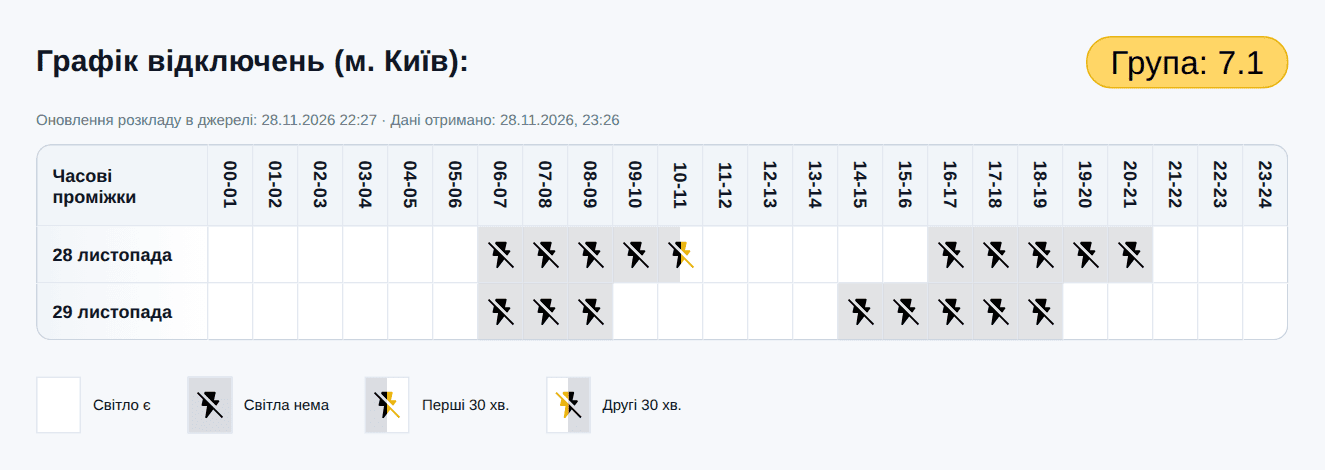 Графік відключень (м. Київ):
Група: 7.1
Оновлення розкладу в джерелі: 28.11.2026 22:27 · Дані отримано: 28.11.2026, 23:26
Часові
проміжки
00-01
01-02
02-03
03-04
04-05
05-06
06-07
07-08
08-09
09-10
10-11
11-12
12-13
13-14
14-15
15-16
16-17
17-18
18-19
19-20
20-21
21-22
22-23
23-24
28 листопада
29 листопада
Світло є
Світла нема
Перші 30 хв.
Другі 30 хв.